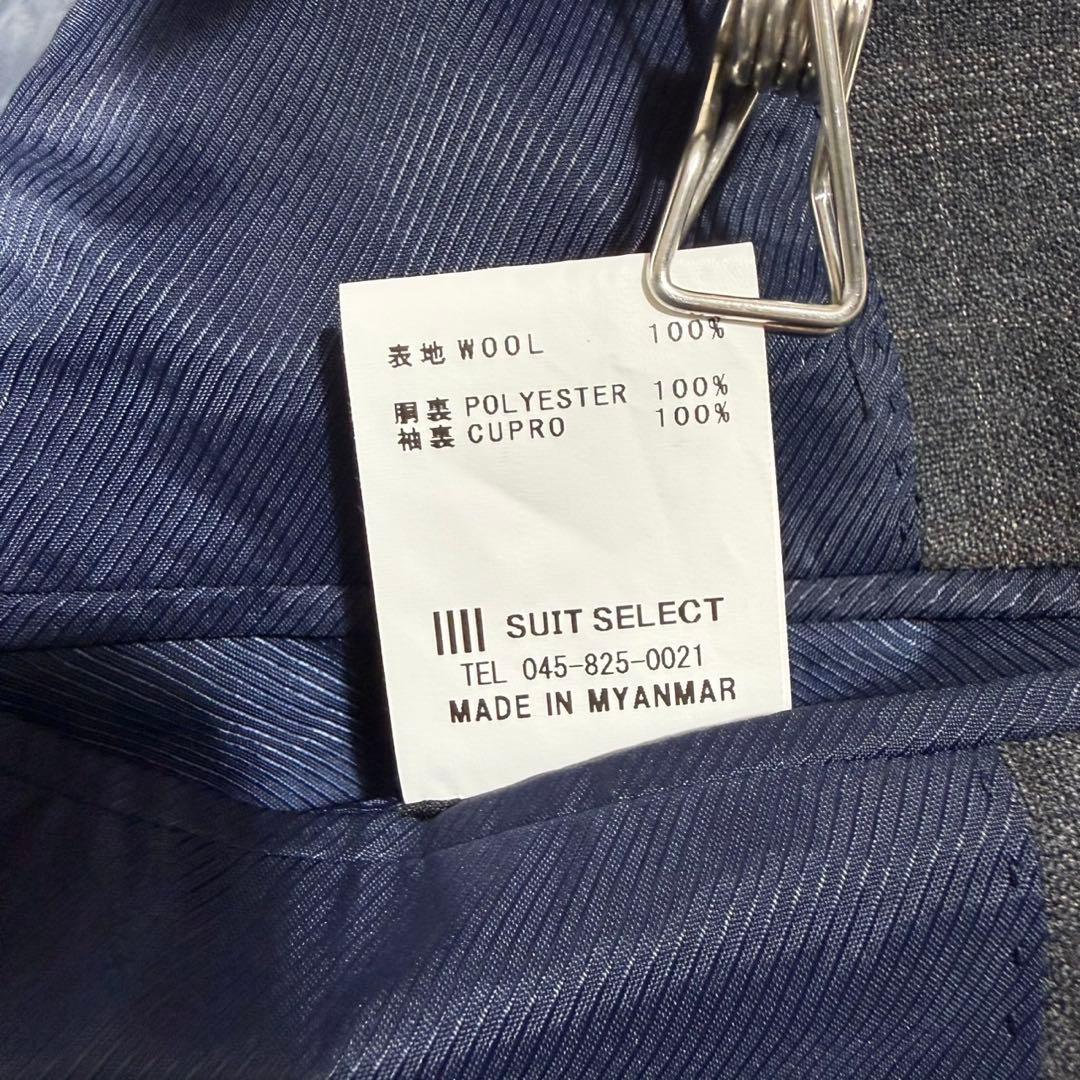 表地 WOOL 100%
胴裏 POLYESTER 100%
袖裏 CUPRO 100%
SUIT SELECT
TEL 045-825-0021
MADE IN MYANMAR